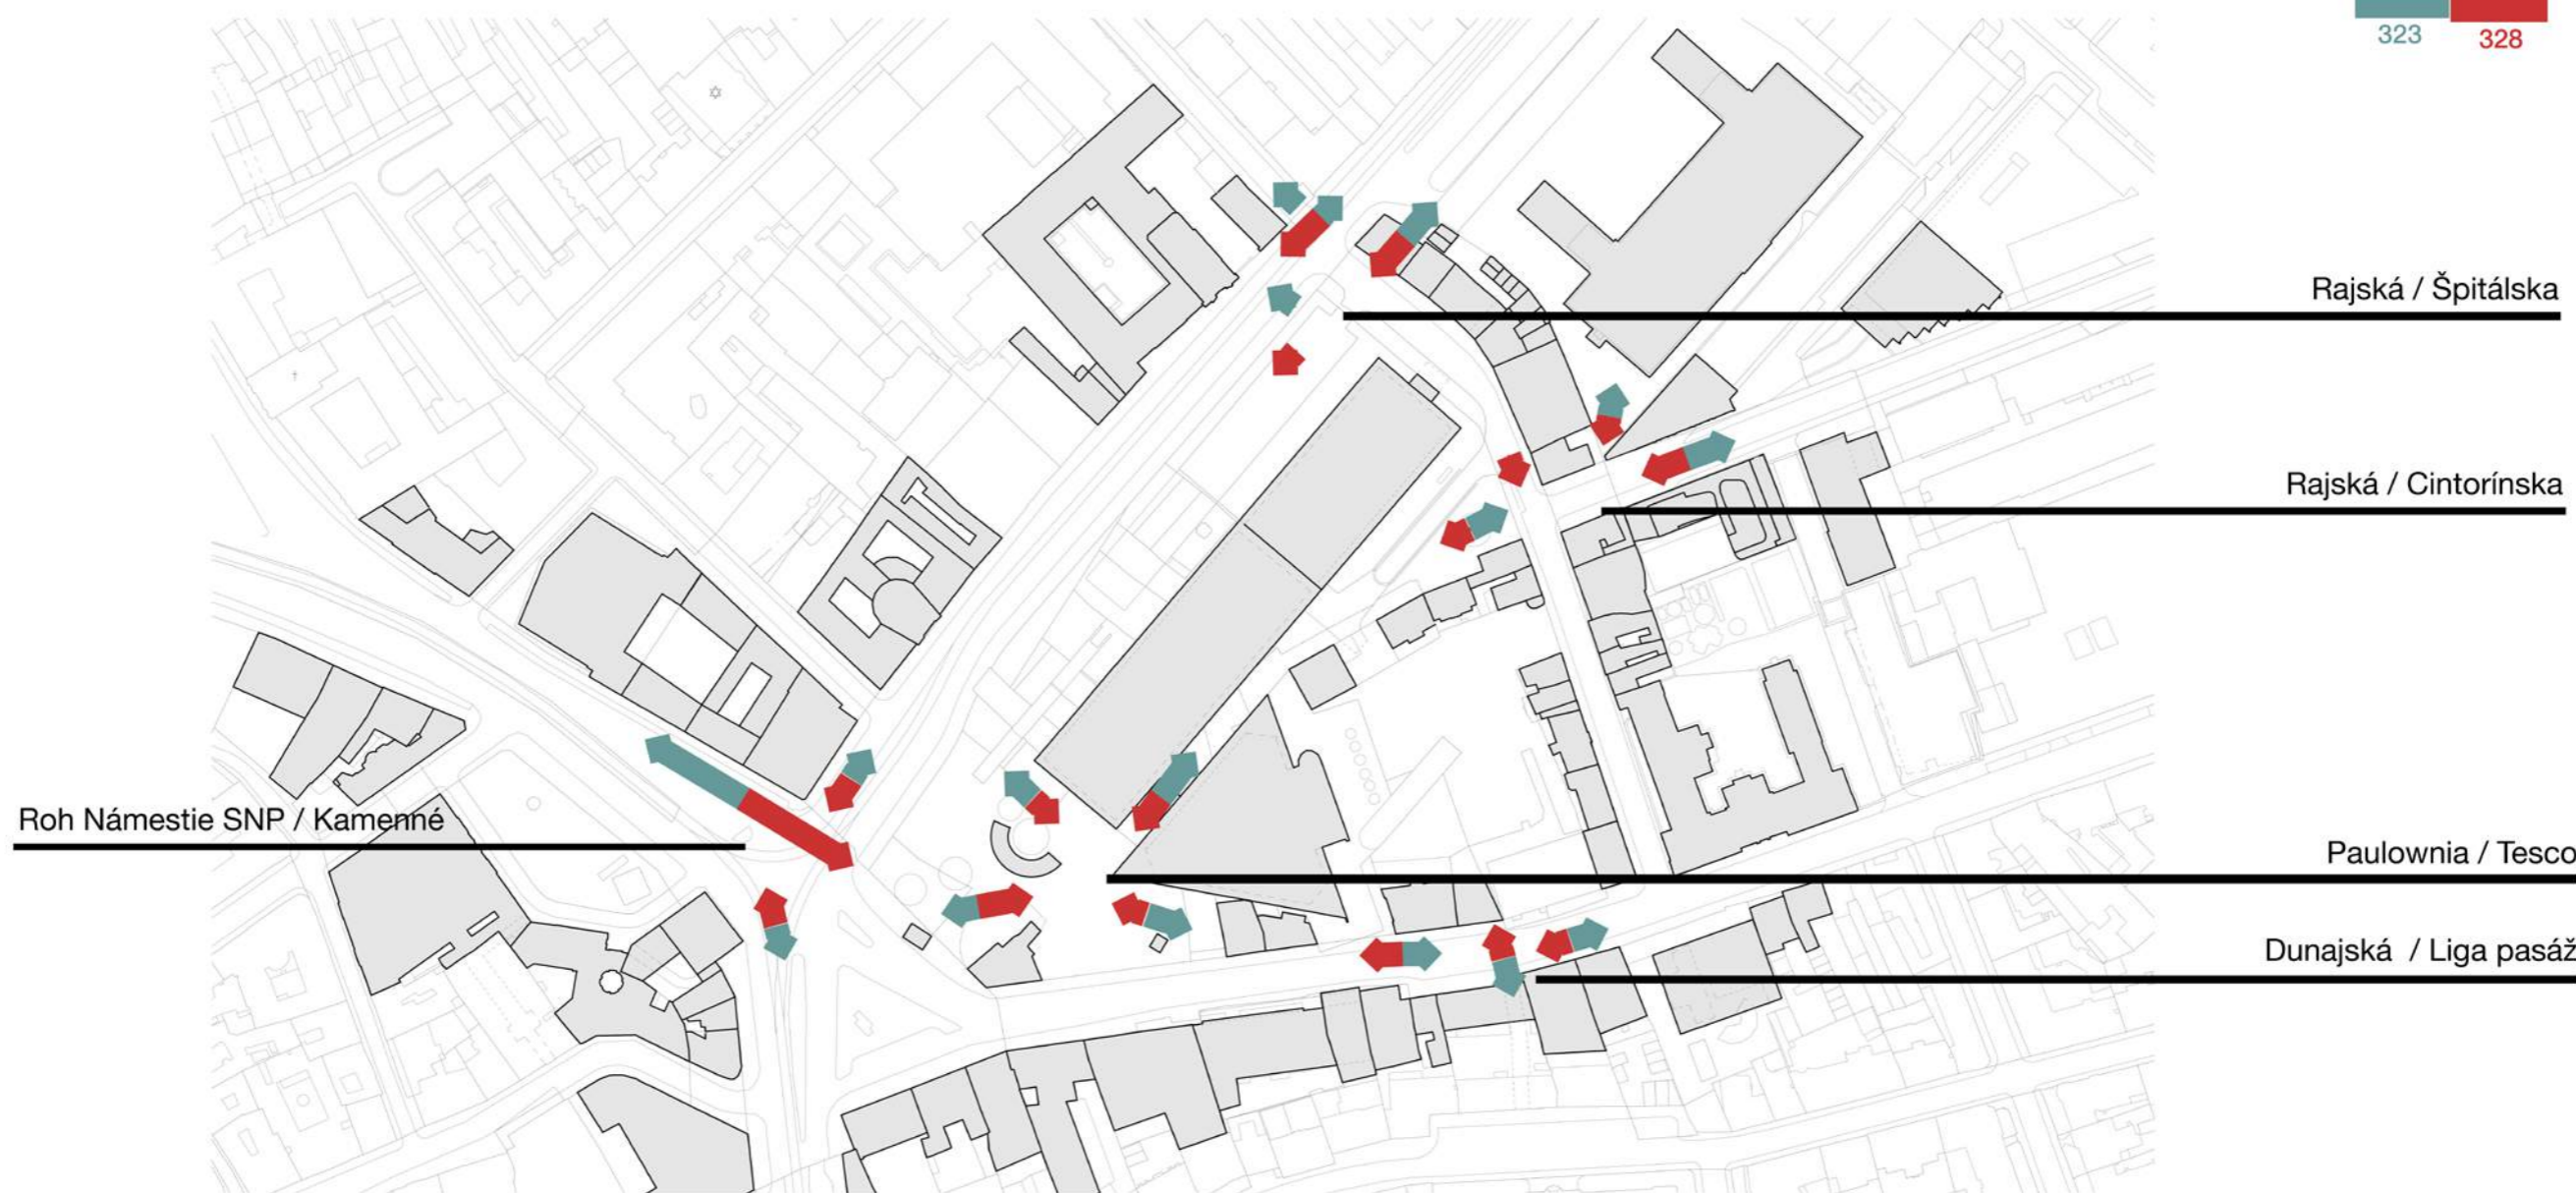 323 328
Rajská / Špitálska
Rajská / Cintorínska
Roh Námestie SNP / Kamenné
Paulownia / Tesco
Dunajská / Liga pasáž